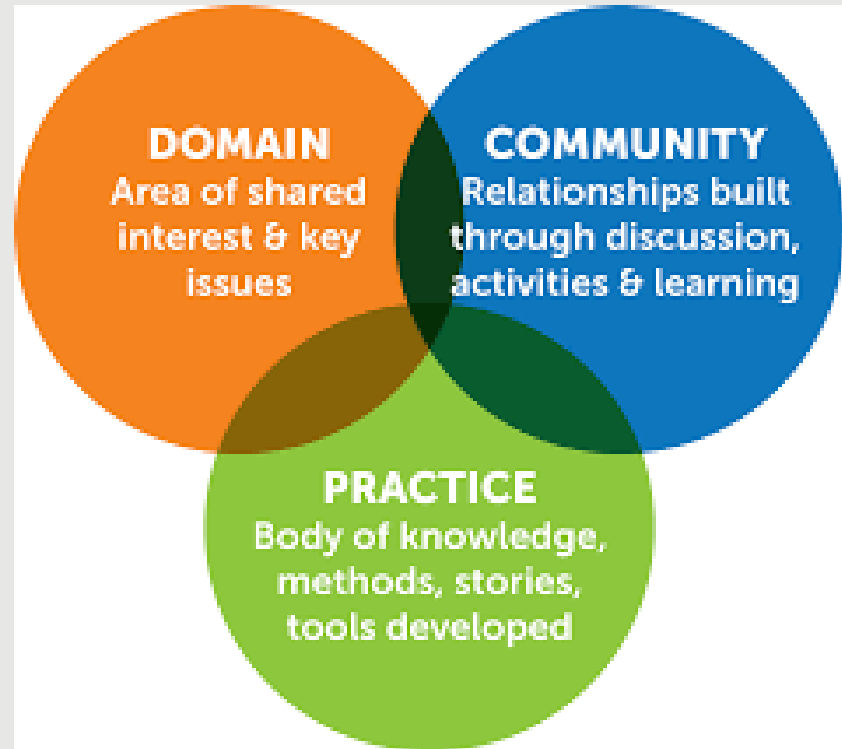 DOMAIN
Area of shared
interest & key
issues
COMMUNITY
Relationships built
through discussion,
activities & learning
PRACTICE
Body of knowledge,
methods, stories,
tools developed